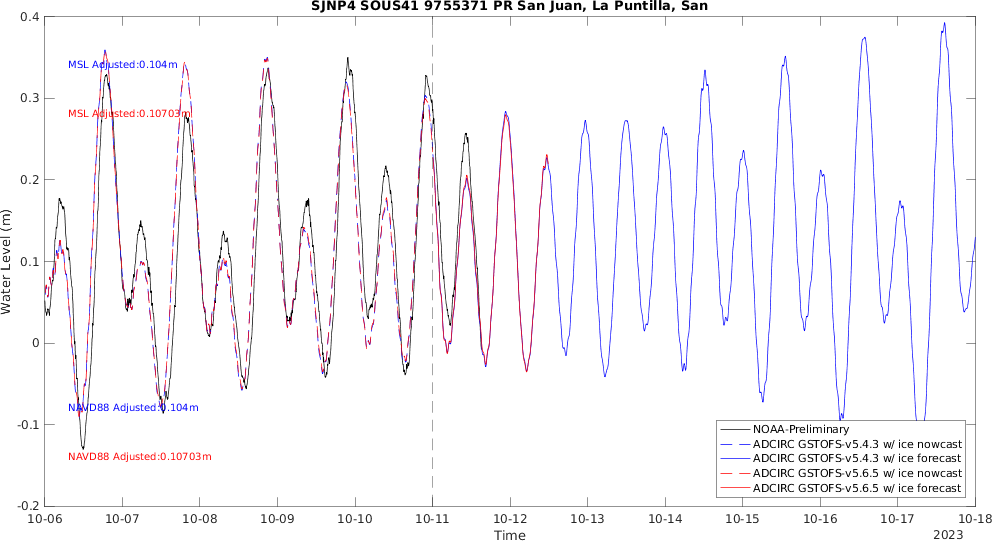 SJNP4 SOUS41 9755371 PR San Juan, La Puntilla, San
0.4
0.3
0.2
0.1
0
-0.1
-0.2
Water Level (m)
MSL Adjusted:0.104m
MSL Adjusted:0.10703m
NAVD88 Adjusted:0.104m
NAVD88 Adjusted:0.10703m
NOAA-Preliminary
ADCIRC GSTOFS-v5.4.3 w/ ice nowcast
ADCIRC GSTOFS-v5.4.3 w/ ice forecast
ADCIRC GSTOFS-v5.6.5 w/ ice nowcast
ADCIRC GSTOFS-v5.6.5 w/ ice forecast
10-06 10-07 10-08 10-09 10-10 10-11 10-12 10-13 10-14 10-15 10-16 10-17 10-18
Time
2023